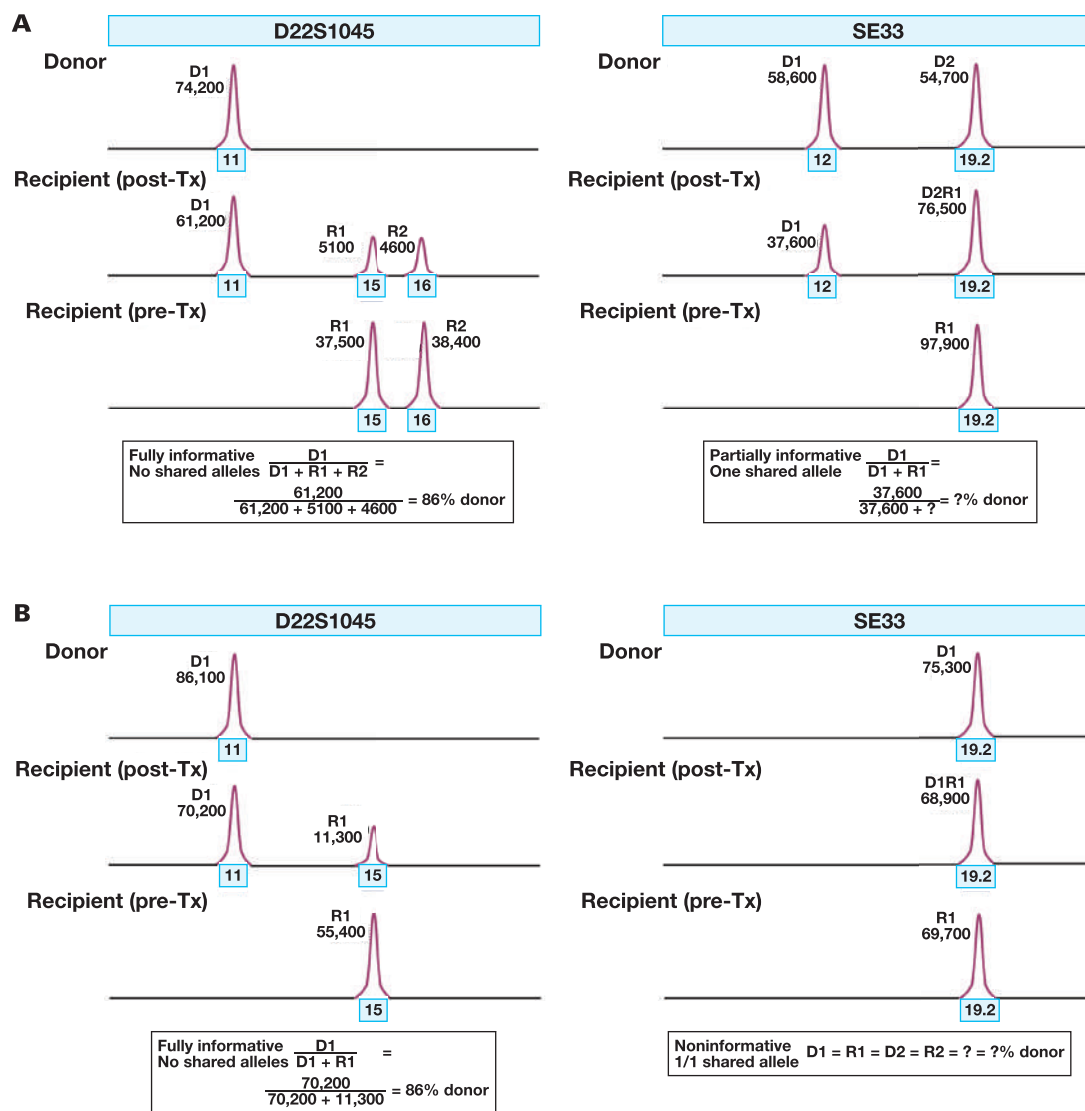 A
D22S1045
Donor
D1
74,200
11
Recipient (post-Tx)
D1
61,200
R1
5100
R2
4600
11
15
16
Recipient (pre-Tx)
R1
37,500
R2
38,400
15
16
Fully informative
No shared alleles
D1
D1 + R1 + R2
=
61,200
61,200 + 5100 + 4600
= 86% donor
SE33
D1
58,600
D2
54,700
12
19.2
D1
37,600
D2R1
76,500
12
19.2
R1
97,900
19.2
Partially informative
One shared allele
D1
D1 + R1
=
37,600
37,600 + ?
= ?% donor
B
D22S1045
Donor
D1
86,100
11
Recipient (post-Tx)
D1
70,200
R1
11,300
11
15
Recipient (pre-Tx)
R1
55,400
15
Fully informative
No shared alleles
D1
D1 + R1
=
70,200
70,200 + 11,300
= 86% donor
SE33
Donor
D1
75,300
19.2
Recipient (post-Tx)
D1R1
68,900
19.2
Recipient (pre-Tx)
R1
69,700
19.2
Noninformative
1/1 shared allele
D1 = R1 = D2 = R2 = ? = ?% donor